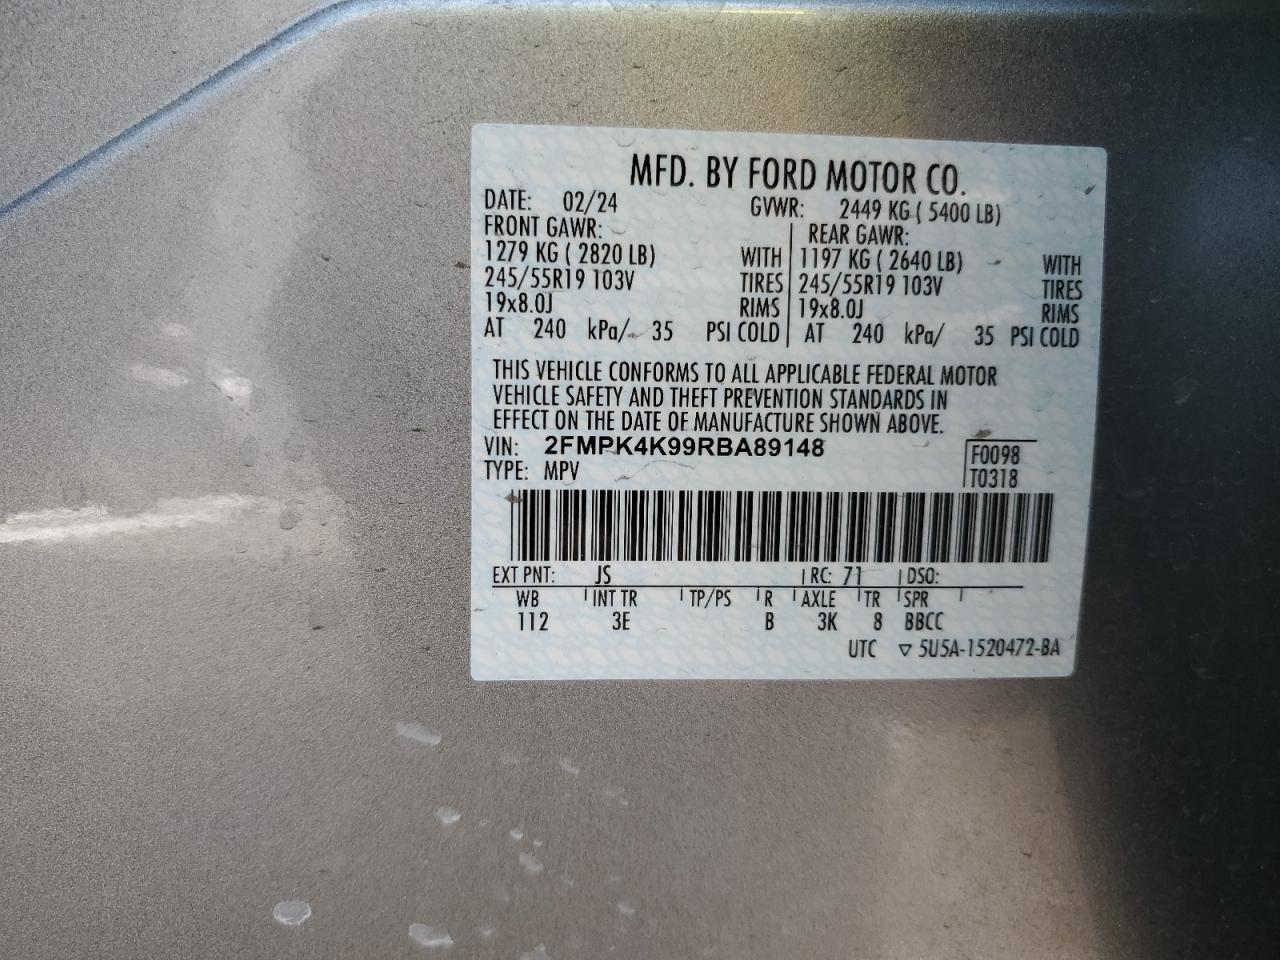 MFD. BY FORD MOTOR CO.
DATE: 02/24 GVWR: 2449 KG ( 5400 LB)
FRONT GAWR: REAR GAWR:
1279 KG ( 2820 LB) WITH 1197 KG ( 2640 LB) WITH
245/55R19 103V TIRES 245/55R19 103V TIRES
19x8.0J RIMS 19x8.0J RIMS
AT 240 kPa/ 35 PSI COLD AT 240 kPa/ 35 PSI COLD
THIS VEHICLE CONFORMS TO ALL APPLICABLE FEDERAL MOTOR
VEHICLE SAFETY AND THEFT PREVENTION STANDARDS IN
EFFECT ON THE DATE OF MANUFACTURE SHOWN ABOVE.
VIN: 2FMPK4K99RBA89148 F0098
TYPE: MPV T0318
EXT PNT: JS RC: 71 DSO:
WB INT TR TP/PS R AXLE TR SPR
112 3E B 3K 8 BBCC
UTC ▽ 5U5A-1520472-BA